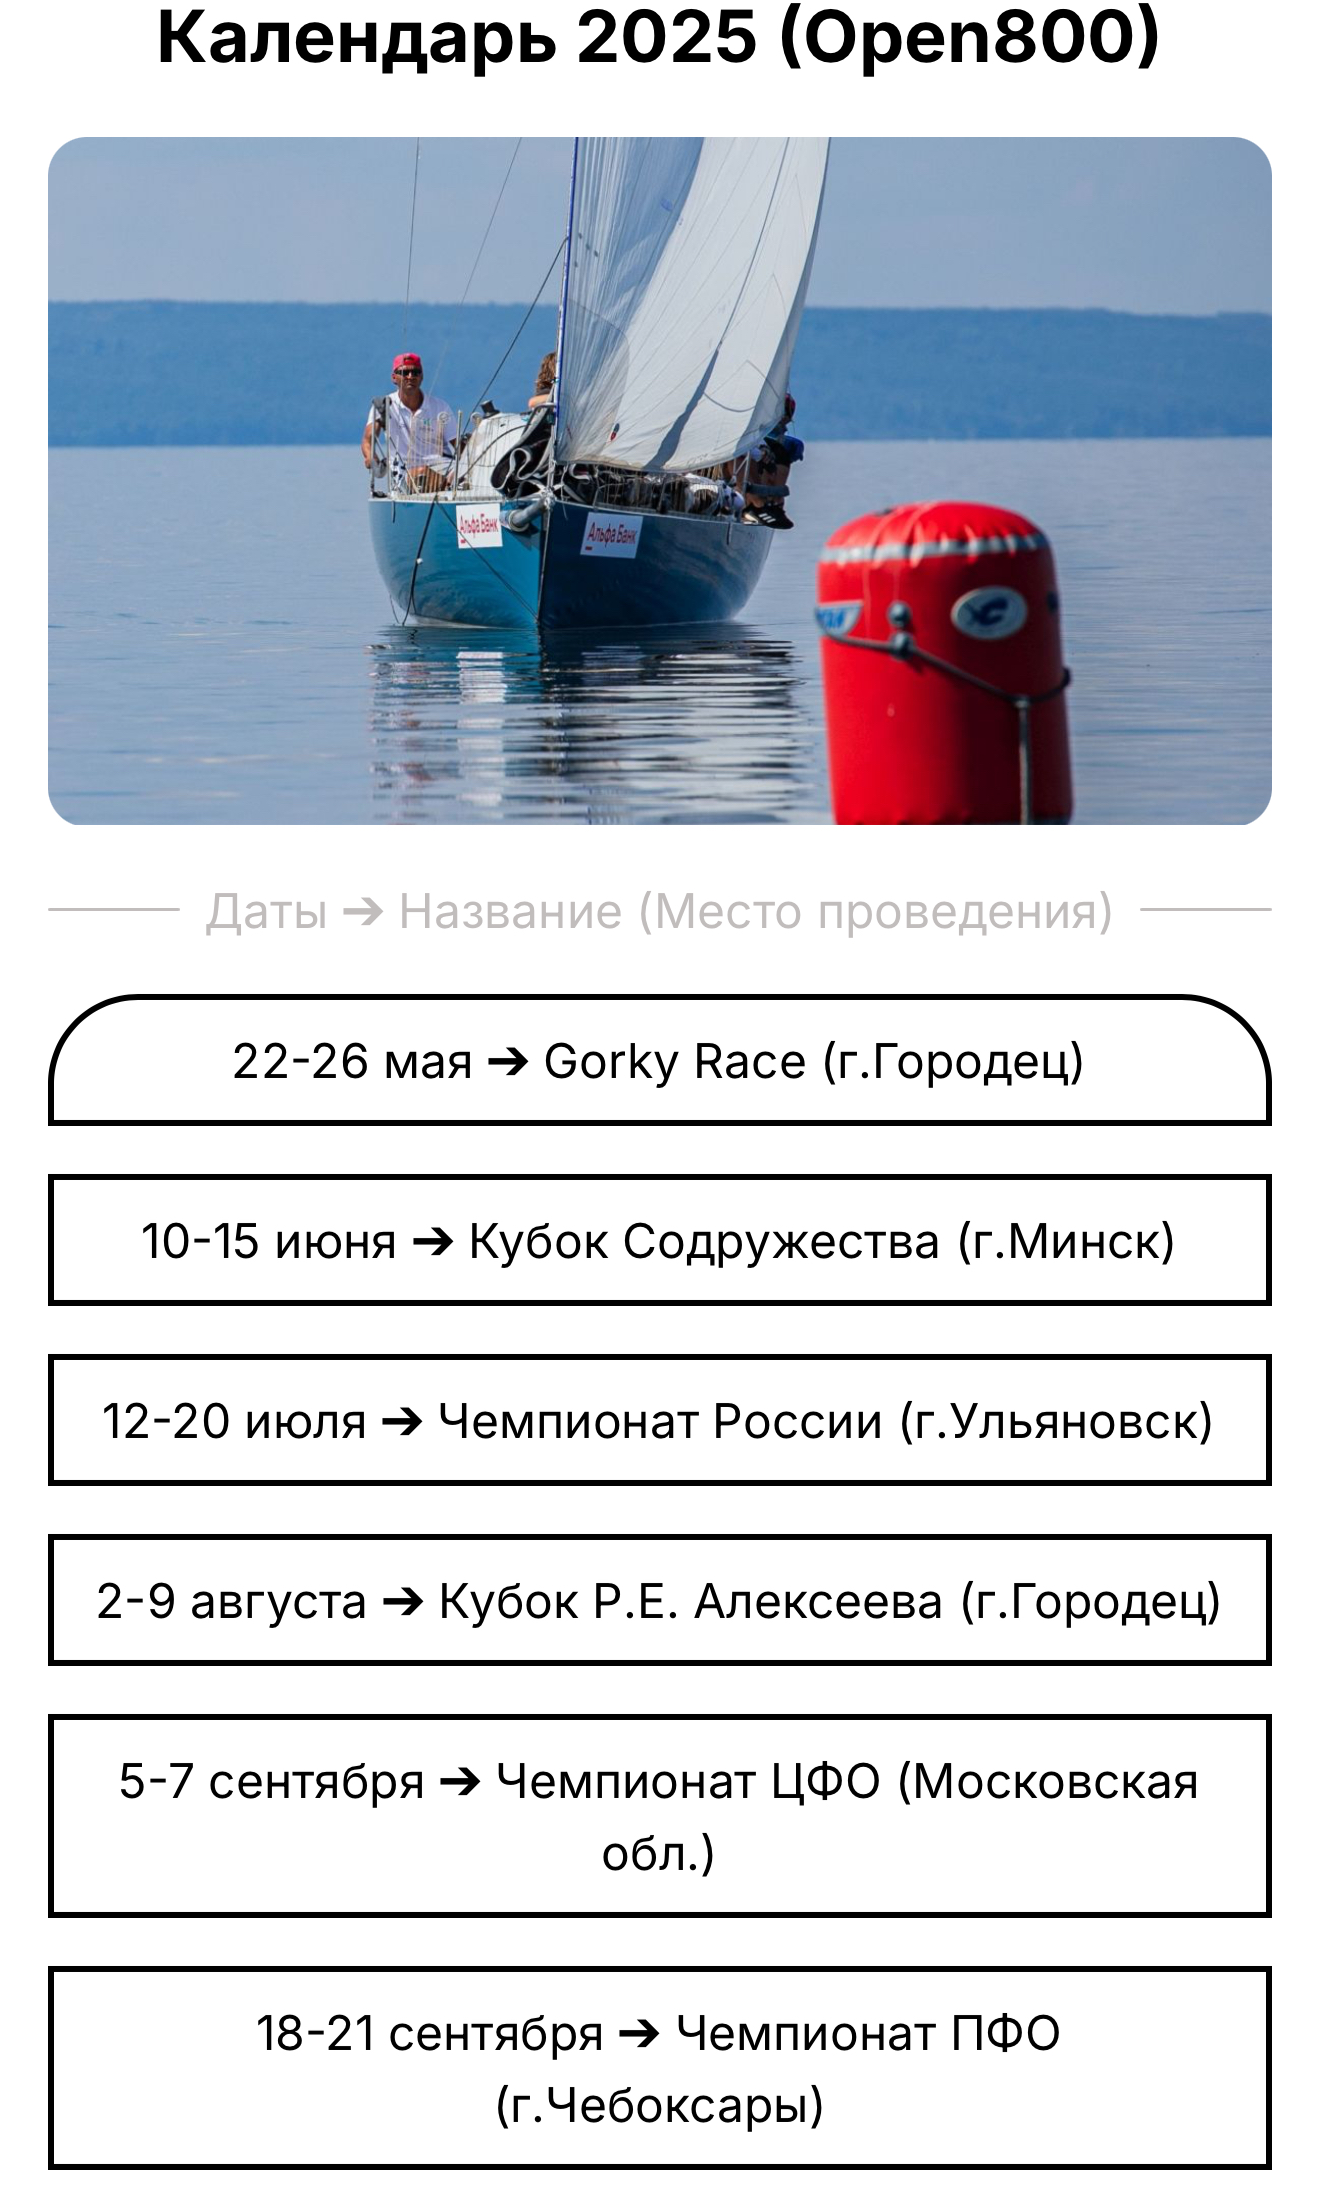 Календарь 2025 (Open800)
Альфа Банк
Альфа Банк
Даты ➔ Название (Место проведения)
22-26 мая ➔ Gorky Race (г.Городец)
10-15 июня ➔ Кубок Содружества (г.Минск)
12-20 июля ➔ Чемпионат России (г.Ульяновск)
2-9 августа ➔ Кубок Р.Е. Алексеева (г.Городец)
5-7 сентября ➔ Чемпионат ЦФО (Московская
обл.)
18-21 сентября ➔ Чемпионат ПФО
(г.Чебоксары)